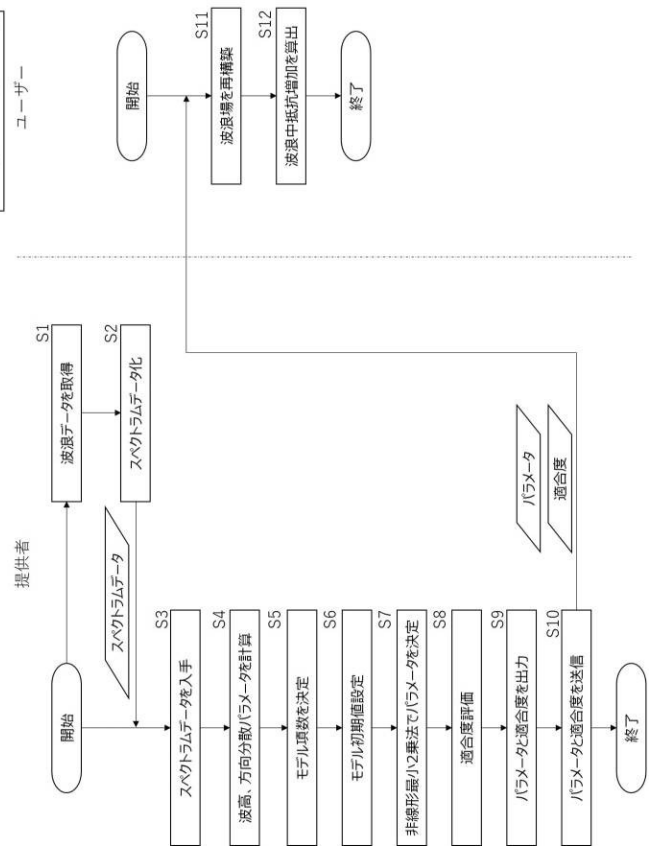 提供者
開始
波浪データを取得
S1
スペクトラムデータ化
S2
スペクトラムデータ
スペクトラムデータを入手
S3
波高、方向分散パラメータを計算
S4
モデル項数を決定
S5
モデル初期値設定
S6
非線形最小2乗法でパラメータを決定
S7
適合度評価
S8
パラメータと適合度を出力
S9
パラメータと適合度を送信
S10
終了
パラメータ
適合度
ユーザー
開始
波浪場を再構築
S11
波浪中抵抗増加を算出
S12
終了